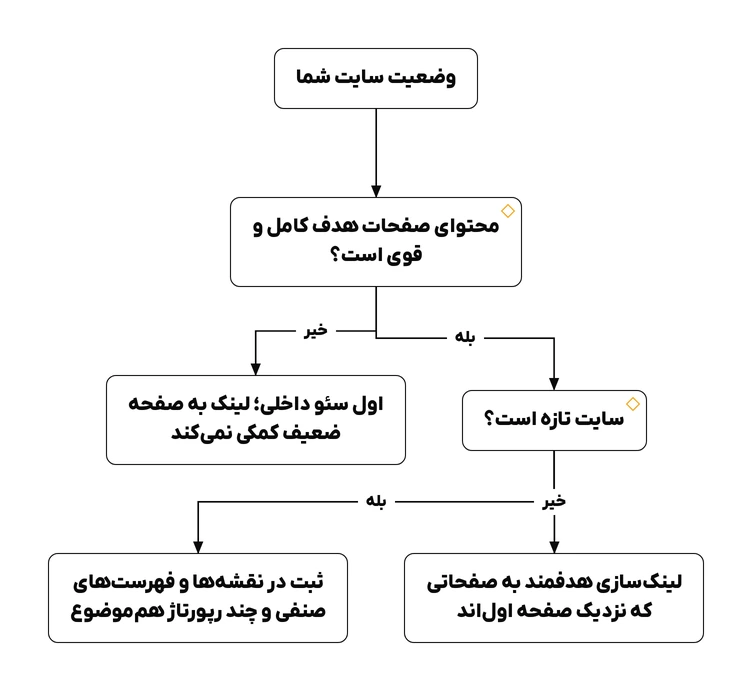 وضعیت سایت شما
محتوای صفحات هدف کامل و
قوی است؟
خیر
بله
اول سئو داخلی؛ لینک به صفحه
ضعیف کمکی نمی‌کند
سایت تازه است؟
بله
خیر
ثبت در نقشه‌ها و فهرست‌های
صنفی و چند رپورتاژ هم‌موضوع
لینک‌سازی هدفمند به صفحاتی
که نزدیک صفحه اول‌اند